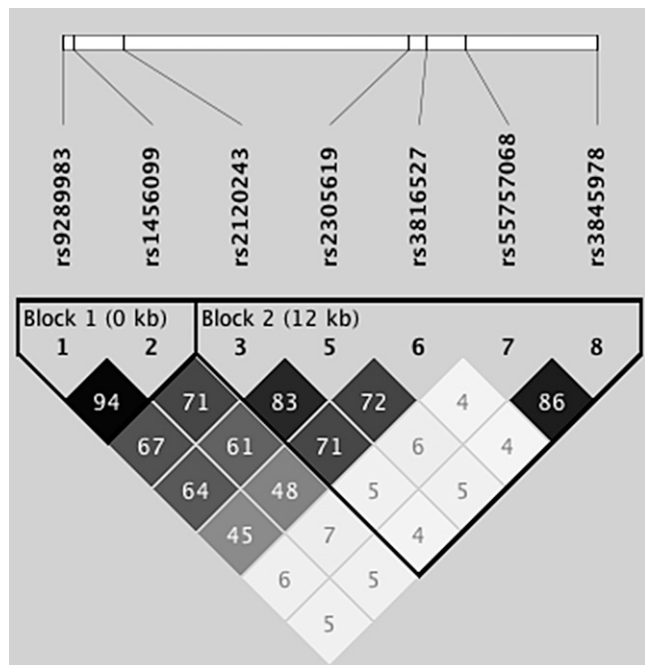 rs9289983
rs1456099
rs2120243
rs2305619
rs3816527
rs55757068
rs3845978
Block 1 (0 kb) Block 2 (12 kb)
1 2 3 5 6 7 8
94 71 83 72 4 86
67 61 71 6 4
64 48 5 5
45 7 4
6 5
5